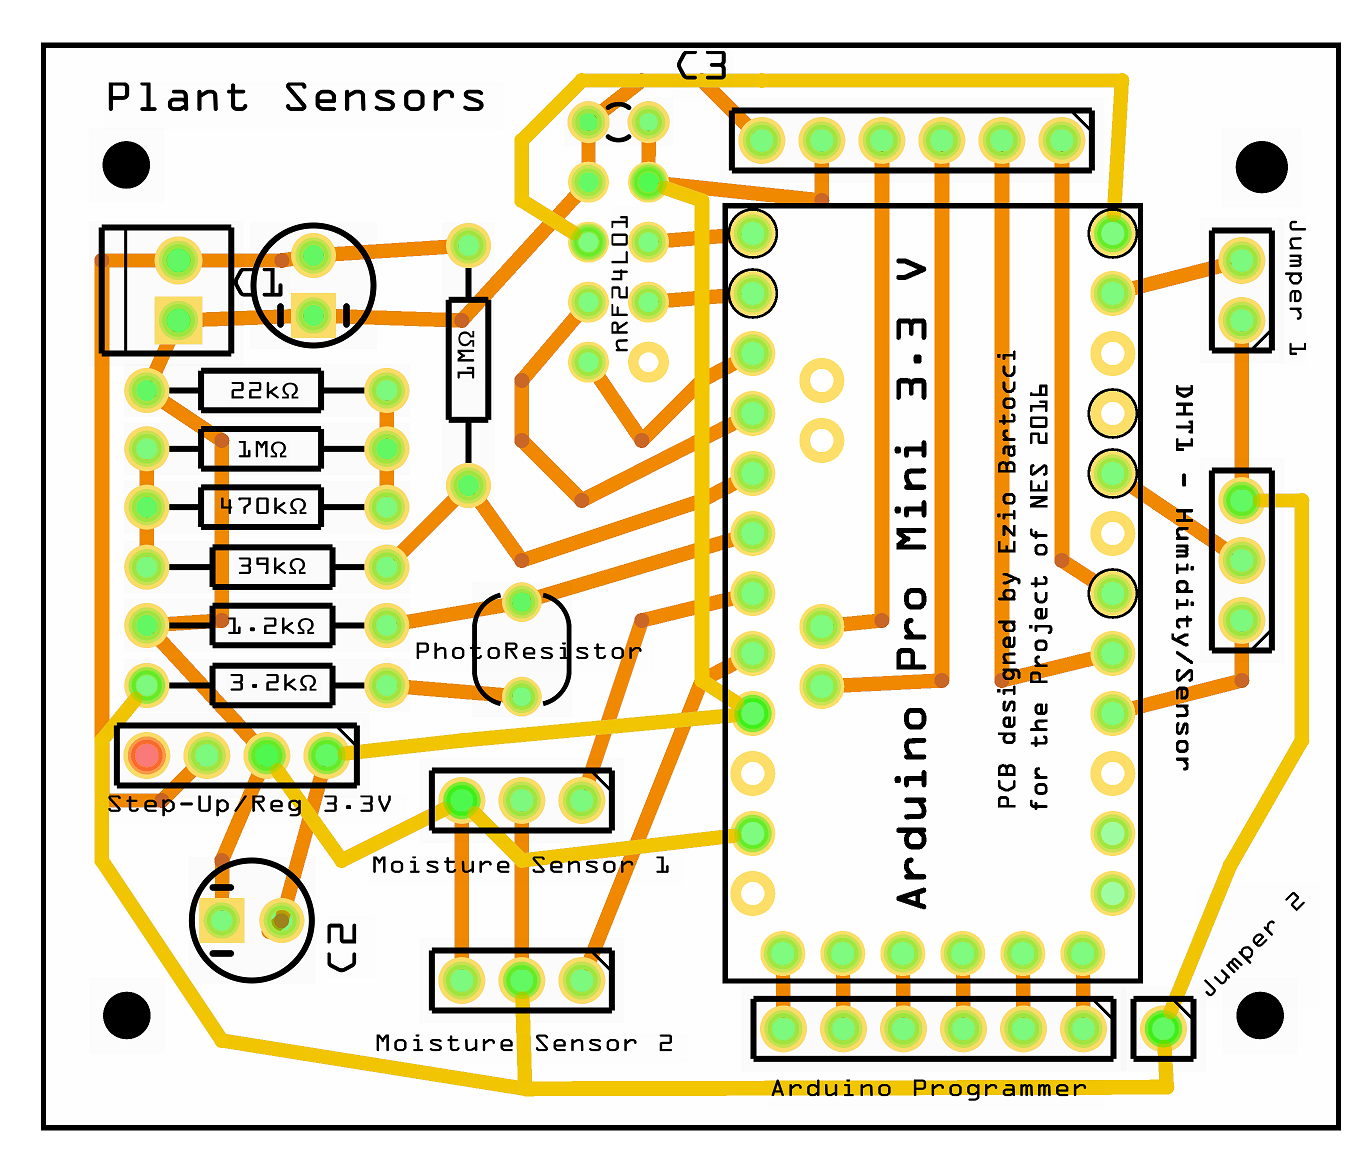 C3
Plant Sensors
nRF24L01
Jumper 1
C1
1MΩ
22kΩ
1MΩ
470kΩ
39kΩ
1.2kΩ
3.2kΩ
PhotoResistor
Arduino Pro Mini 3.3 V
PCB designed by Ezio Bartocci
for the Project of NES 2016
DHT1 - Humidity/Sensor
Step-Up/Reg 3.3V
Moisture Sensor 1
C2
Jumper 2
Moisture Sensor 2
Arduino Programmer